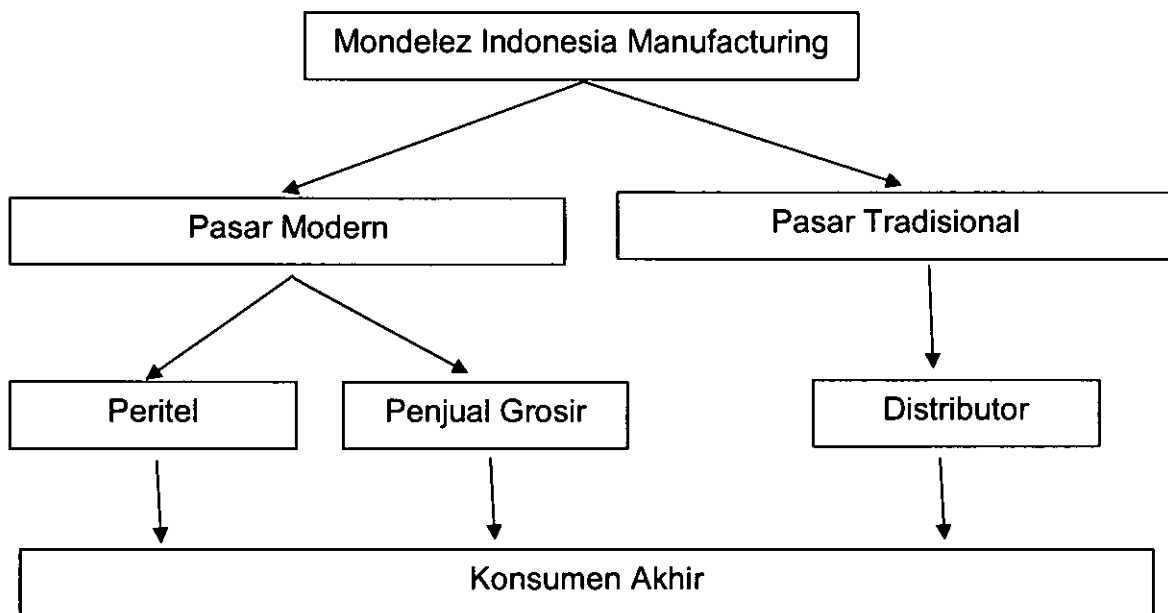 Mondelez Indonesia Manufacturing
Pasar Modern
Pasar Tradisional
Peritel
Penjual Grosir
Distributor
Konsumen Akhir